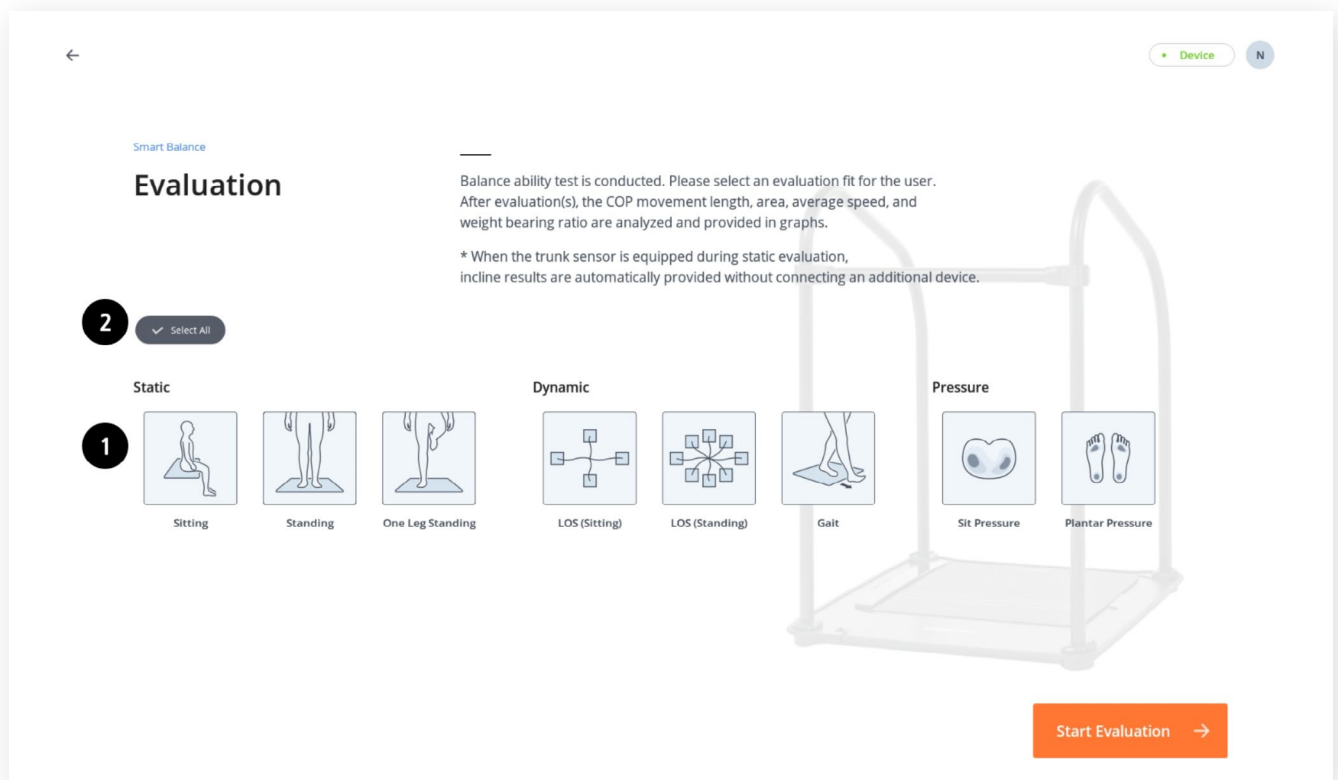 ←
Device
N
Smart Balance
Evaluation
Balance ability test is conducted. Please select an evaluation fit for the user.
After evaluation(s), the COP movement length, area, average speed, and
weight bearing ratio are analyzed and provided in graphs.
* When the trunk sensor is equipped during static evaluation,
incline results are automatically provided without connecting an additional device.
2
Select All
Static
Dynamic
Pressure
1
Sitting
Standing
One Leg Standing
LOS (Sitting)
LOS (Standing)
Gait
Sit Pressure
Plantar Pressure
Start Evaluation →